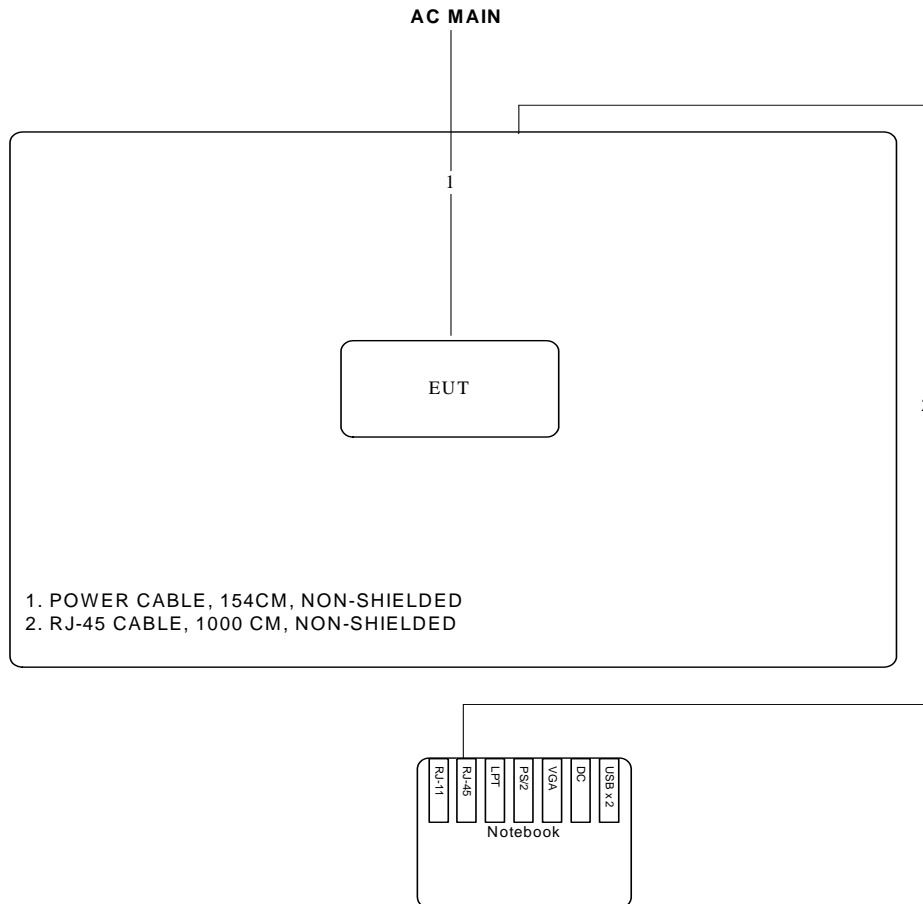 AC MAIN
1
EUT
1. POWER CABLE, 154CM, NON-SHIELDED
2. RJ-45 CABLE, 1000 CM, NON-SHIELDED
RJ-11
RJ-45
LPT
PS/2
VGA
DC
USB x 2
Notebook